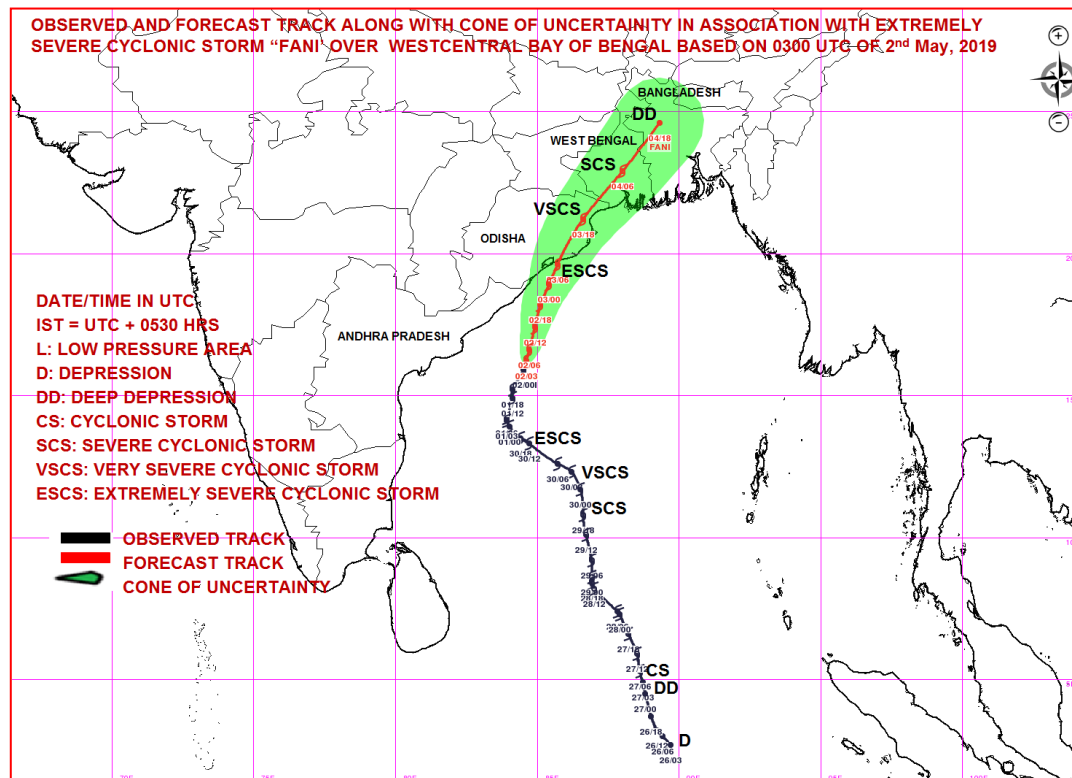 OBSERVED AND FORECAST TRACK ALONG WITH CONE OF UNCERTAINITY IN ASSOCIATION WITH EXTREMELY
SEVERE CYCLONIC STORM “FANI” OVER WESTCENTRAL BAY OF BENGAL BASED ON 0300 UTC OF 2nd May, 2019
BANGLADESH
DD
WEST BENGAL
04/18
FANI
SCS
04/06
VSCS
03/18
ODISHA
ESCS
03/06
03/00
02/18
02/12
02/06
02/03
ANDHRA PRADESH
DATE/TIME IN UTC
IST = UTC + 0530 HRS
L: LOW PRESSURE AREA
D: DEPRESSION
DD: DEEP DEPRESSION
CS: CYCLONIC STORM
SCS: SEVERE CYCLONIC STORM
VSCS: VERY SEVERE CYCLONIC STORM
ESCS: EXTREMELY SEVERE CYCLONIC STORM
OBSERVED TRACK
FORECAST TRACK
CONE OF UNCERTAINTY
02/00
01/18
01/12
01/03
01/00
ESCS
30/18
30/12
VSCS
30/06
30/00
SCS
29/18
29/12
29/06
29/00
28/18
28/12
28/00
27/18
27/12
CS
27/06
DD
27/03
27/00
26/18
D
26/12
26/06
26/03